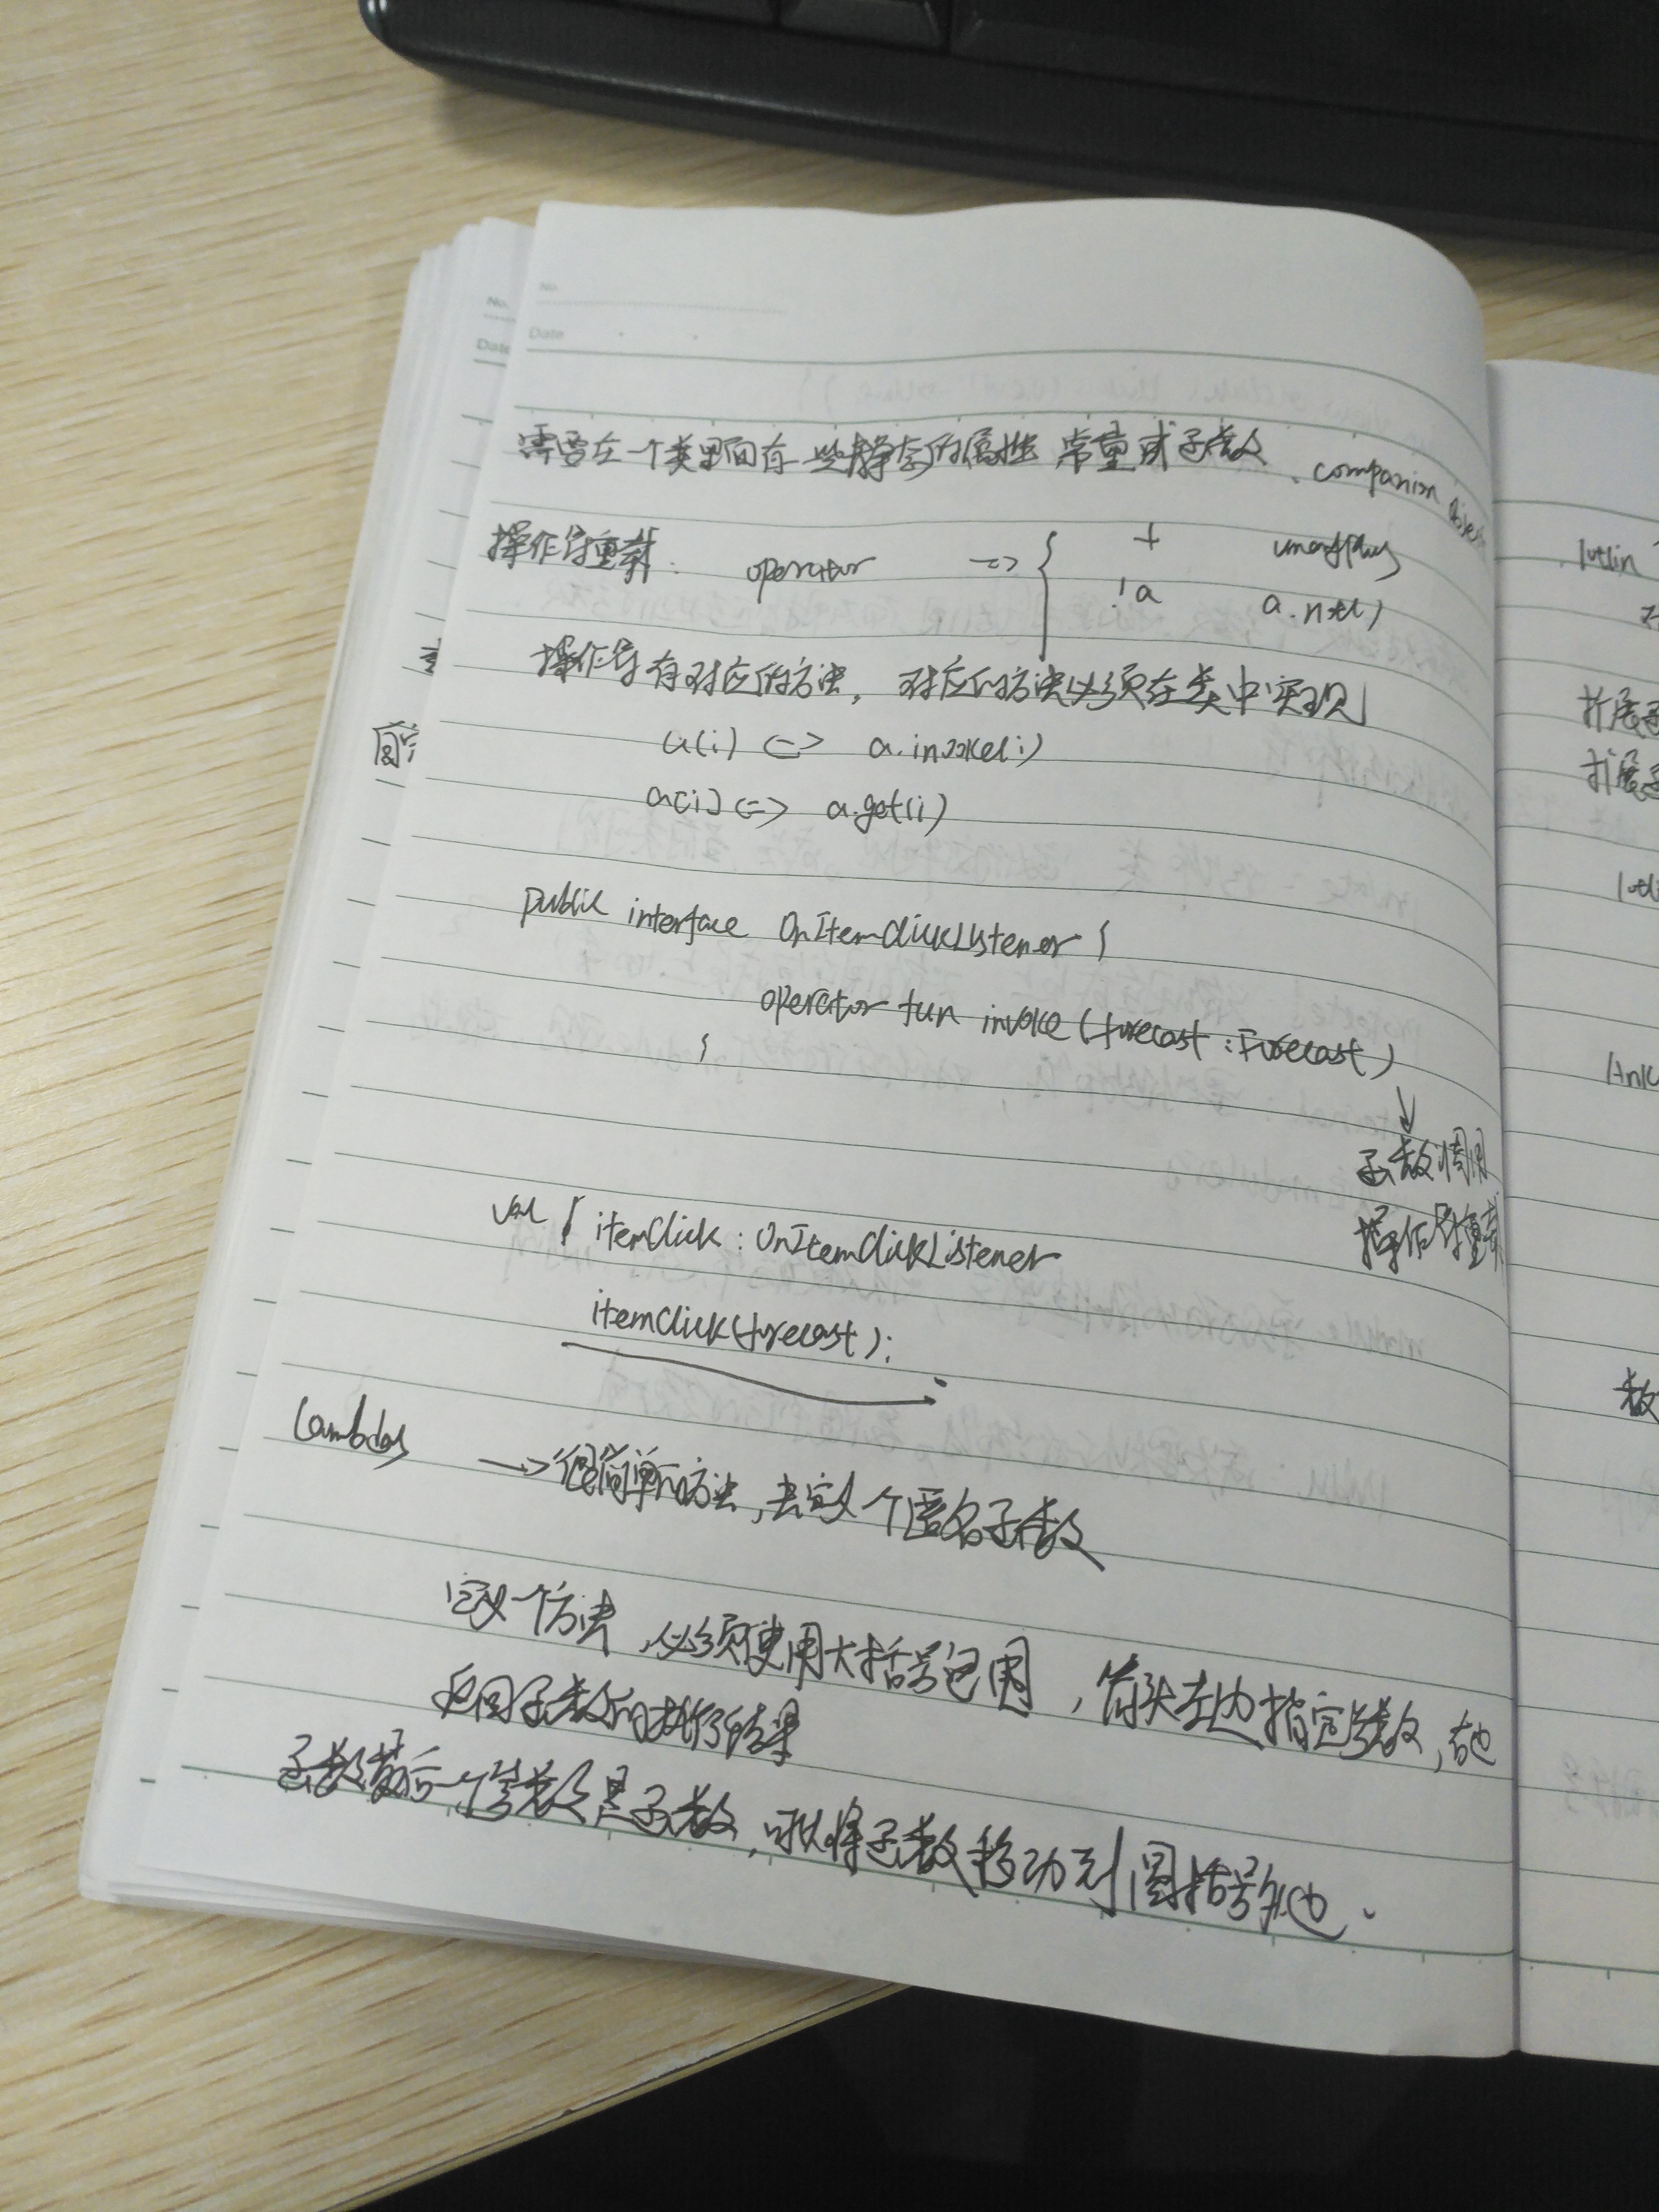 No.
Date
需要在一个类里面有一些静态的属性 常量或函数、companion object
操作符重载: operator => { + unaryplus
!a a.not()
操作符有对应的方法, 对应的方法必须在类中实现
a(i) <=> a.invoke(i)
a[i] <=> a.get(i)
public interface OnItemClickListener {
operator fun invoke (forecast : Forecast)
}
↓
函数调用
操作符重载
val itemClick : OnItemClickListener
itemClick(forecast);
Lambdas → 很简单的方法, 去定义个匿名函数
定义一个方法, 必须使用大括号包围, 箭头左边指定参数, 右边
返回函数的执行结果
函数最后一个参数是函数, 可以将函数移动到圆括号外边.
No.
Date
kotlin
扩展函
扩展函
kotli
数